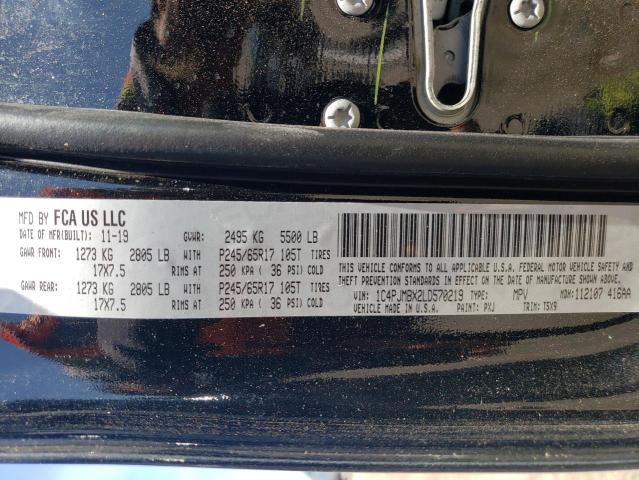 MFD BY FCA US LLC
DATE OF MFR(BUILT): 11-19 GVWR: 2495 KG 5500 LB
GAWR FRONT: 1273 KG 2805 LB WITH P245/65R17 105T TIRES
17X7.5 RIMS AT 250 KPA ( 36 PSI) COLD
GAWR REAR: 1273 KG 2805 LB WITH P245/65R17 105T TIRES
17X7.5 RIMS AT 250 KPA ( 36 PSI) COLD
THIS VEHICLE CONFORMS TO ALL APPLICABLE U.S.A. FEDERAL MOTOR VEHICLE SAFETY AND
THEFT PREVENTION STANDARDS IN EFFECT ON THE DATE OF MANUFACTURE SHOWN ABOVE.
VIN: 1C4PJMBX2LD570219 TYPE: MPV MDH: 112107 416AA
VEHICLE MADE IN U.S.A. PAINT: PXJ TRIM: T5X9